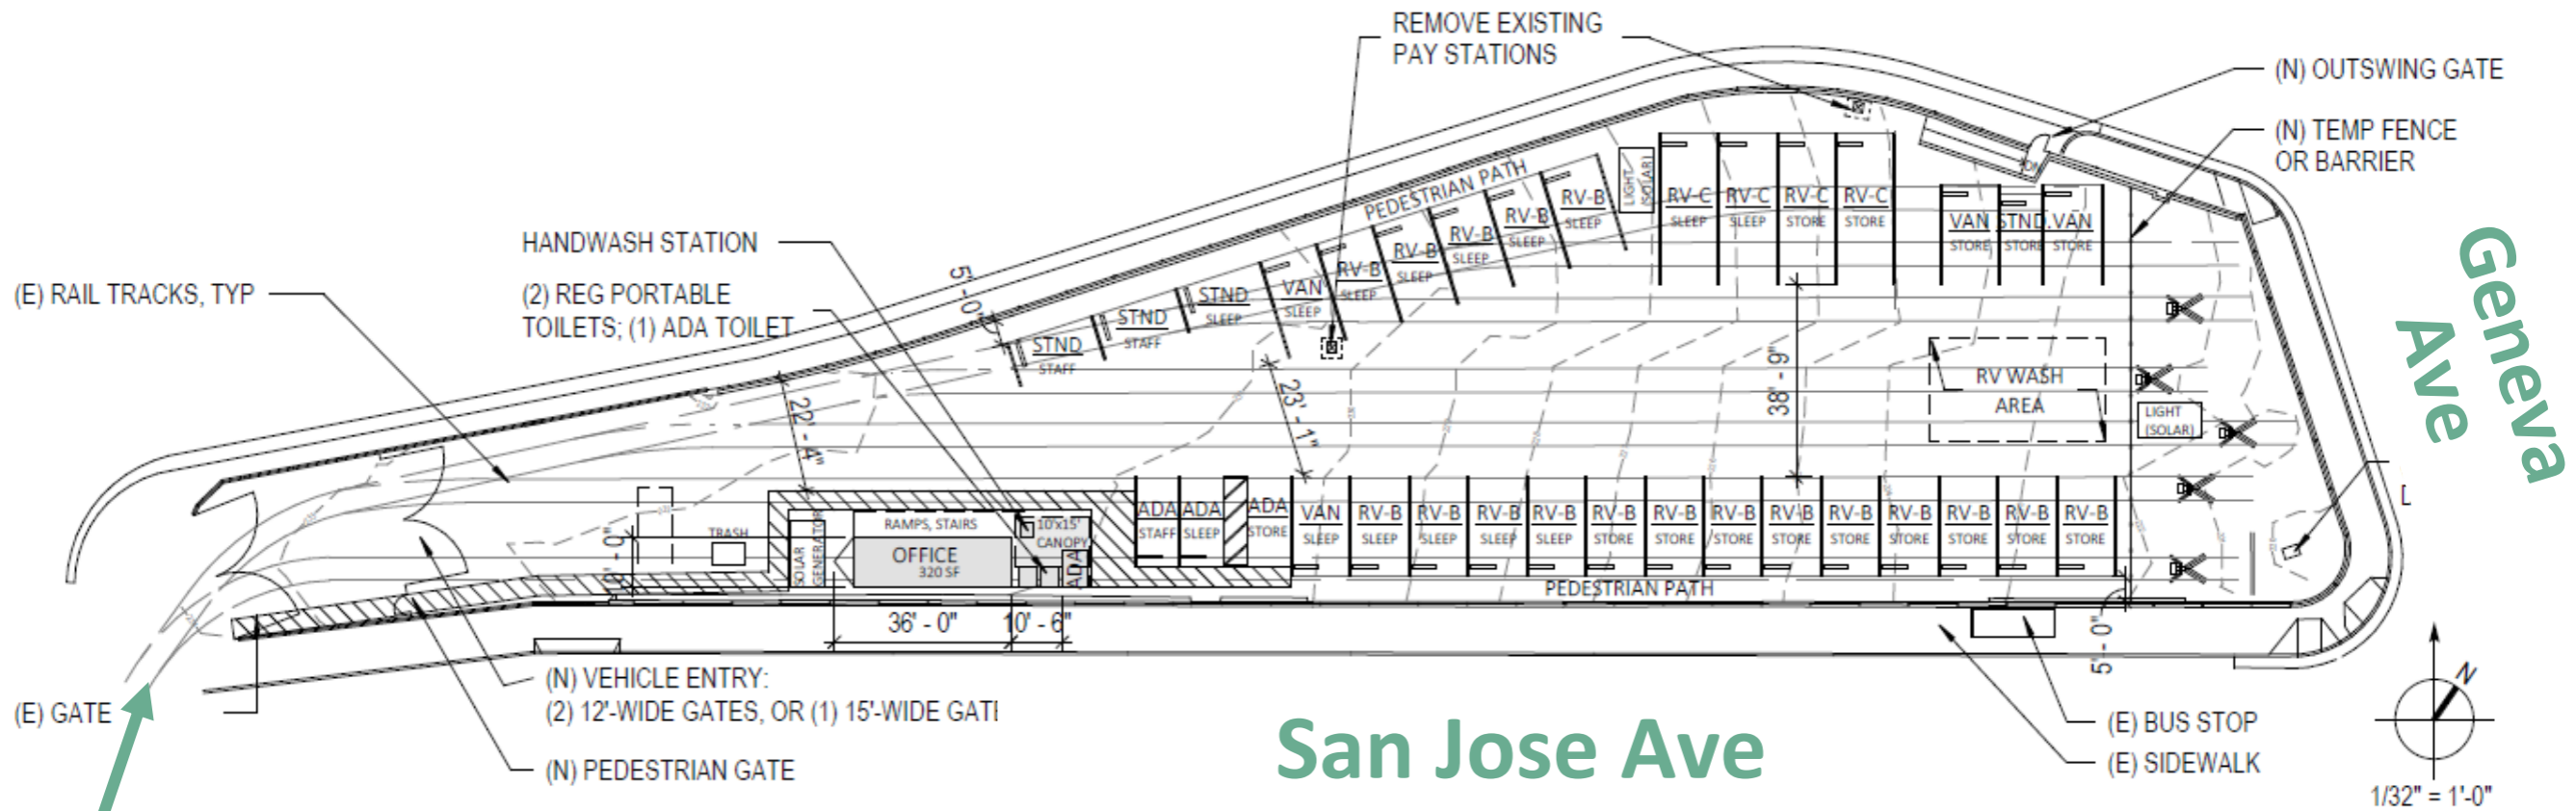 REMOVE EXISTING
PAY STATIONS
(N) OUTSWING GATE
(N) TEMP FENCE
OR BARRIER
HANDWASH STATION
(2) REG PORTABLE
TOILETS; (1) ADA TOILET
(E) RAIL TRACKS, TYP
5' - 0"
PEDESTRIAN PATH
STND
STAFF
STND
STAFF
STND
SLEEP
VAN
SLEEP
RV-B
SLEEP
RV-B
SLEEP
RV-B
SLEEP
RV-B
SLEEP
RV-B
SLEEP
LIGHT
(SOLAR)
RV-C RV-C RV-C RV-C
SLEEP SLEEP STORE STORE
VAN STND. VAN
STORE STORE STORE
Geneva
Ave
22' - 4"
23' - 1"
38' - 9"
RV WASH
AREA
LIGHT
(SOLAR)
TRASH
SOLAR
GENERATOR
RAMPS, STAIRS
OFFICE
320 SF
10'x15'
CANOPY
ADA
ADA ADA ADA
STAFF SLEEP STORE
VAN RV-B RV-B RV-B RV-B RV-B RV-B RV-B RV-B RV-B RV-B RV-B RV-B RV-B
SLEEP SLEEP SLEEP SLEEP SLEEP STORE STORE STORE STORE STORE STORE STORE STORE STORE
PEDESTRIAN PATH
36' - 0" 10' - 6"
5' - 0"
(E) GATE
(N) VEHICLE ENTRY:
(2) 12'-WIDE GATES, OR (1) 15'-WIDE GATE
(N) PEDESTRIAN GATE
San Jose Ave
(E) BUS STOP
(E) SIDEWALK
N
1/32" = 1'-0"